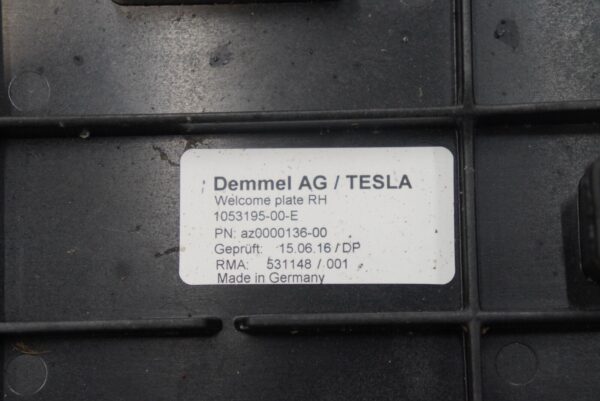 Demmel AG / TESLA
Welcome plate RH
1053195-00-E
PN: az0000136-00
Geprüft: 15.06.16 / DP
RMA: 531148 / 001
Made in Germany